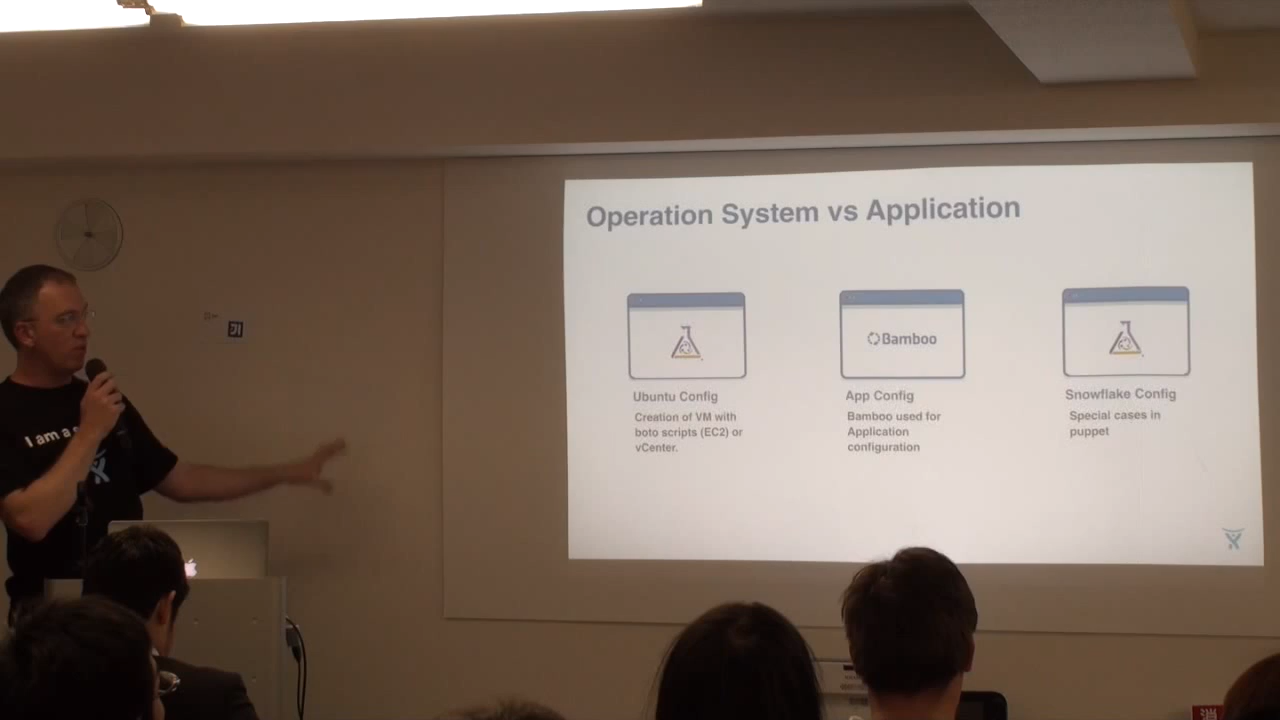 Operation System vs Application
Bamboo
Ubuntu Config
Creation of VM with
boto scripts (EC2) or
vCenter.
App Config
Bamboo used for
Application
configuration
Snowflake Config
Special cases in
puppet
I am a